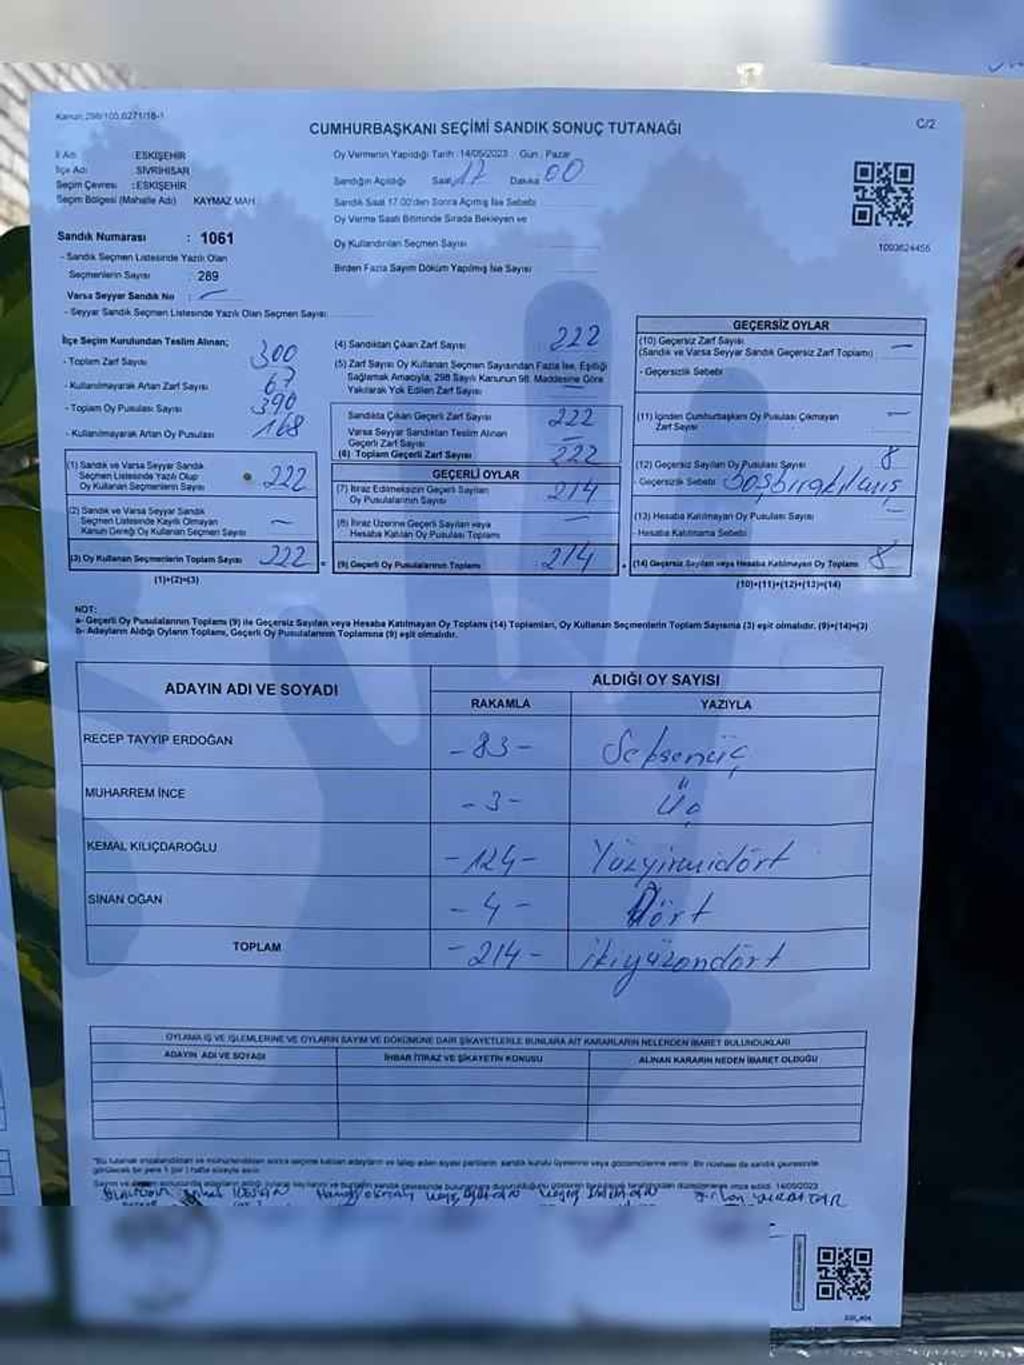 Kanun: 298/105,6271/18-1
C/2
CUMHURBAŞKANI SEÇİMİ SANDIK SONUÇ TUTANAĞI
İl Adı : ESKİŞEHİR
İlçe Adı : SİVRİHİSAR
Seçim Çevresi : ESKİŞEHİR
Seçim Bölgesi (Mahalle Adı) KAYMAZ MAH.
Oy Vermenin Yapıldığı Tarih : 14/05/2023 Gün : Pazar
Sandığın Açıldığı Saat 17 Dakika 00
Sandık Saat 17.00'den Sonra Açılmış İse Sebebi
Oy Verme Saati Bitiminde Sırada Bekleyen ve
Oy Kullandırılan Seçmen Sayısı
Birden Fazla Sayım Döküm Yapılmış İse Sayısı
1093624456
Sandık Numarası : 1061
- Sandık Seçmen Listesinde Yazılı Olan
Seçmenlerin Sayısı : 289
Varsa Seyyar Sandık No : —
- Seyyar Sandık Seçmen Listesinde Yazılı Olan Seçmen Sayısı:
İlçe Seçim Kurulundan Teslim Alınan;
- Toplam Zarf Sayısı 300
- Kullanılmayarak Artan Zarf Sayısı 67
- Toplam Oy Pusulası Sayısı 390
- Kullanılmayarak Artan Oy Pusulası 168
(1) Sandık ve Varsa Seyyar Sandık
Seçmen Listesinde Yazılı Olup
Oy Kullanan Seçmenlerin Sayısı 222
(2) Sandık ve Varsa Seyyar Sandık
Seçmen Listesinde Kayıtlı Olmayan
Kanun Gereği Oy Kullanan Seçmen Sayısı —
(3) Oy Kullanan Seçmenlerin Toplam Sayısı 222 =
(1)+(2)=(3)
(4) Sandıktan Çıkan Zarf Sayısı 222
(5) Zarf Sayısı Oy Kullanan Seçmen Sayısından Fazla İse, Eşitliği
Sağlamak Amacıyla; 298 Sayılı Kanunun 98. Maddesine Göre
Yakılarak Yok Edilen Zarf Sayısı —
Sandıkta Çıkan Geçerli Zarf Sayısı 222
Varsa Seyyar Sandıktan Teslim Alınan
Geçerli Zarf Sayısı —
(6) Toplam Geçerli Zarf Sayısı 222
GEÇERLİ OYLAR
(7) İtiraz Edilmeksizin Geçerli Sayılan
Oy Pusulalarının Sayısı 214
(8) İtiraz Üzerine Geçerli Sayılan veya
Hesaba Katılan Oy Pusulası Toplamı —
(9) Geçerli Oy Pusulalarının Toplamı 214 +
GEÇERSİZ OYLAR
(10) Geçersiz Zarf Sayısı
(Sandık ve Varsa Seyyar Sandık Geçersiz Zarf Toplamı) —
- Geçersizlik Sebebi
(11) İçinden Cumhurbaşkanı Oy Pusulası Çıkmayan
Zarf Sayısı —
(12) Geçersiz Sayılan Oy Pusulası Sayısı 8
- Geçersizlik Sebebi Boşbırakılmış
(13) Hesaba Katılmayan Oy Pusulası Sayısı —
- Hesaba Katılmama Sebebi
(14) Geçersiz Sayılan veya Hesaba Katılmayan Oy Toplamı 8
(10)+(11)+(12)+(13)=(14)
NOT:
a- Geçerli Oy Pusulalarının Toplamı (9) ile Geçersiz Sayılan veya Hesaba Katılmayan Oy Toplamı (14) Toplamları, Oy Kullanan Seçmenlerin Toplam Sayısına (3) eşit olmalıdır. (9)+(14)=(3)
b- Adayların Aldığı Oyların Toplamı, Geçerli Oy Pusulalarının Toplamına (9) eşit olmalıdır.
ADAYIN ADI VE SOYADI
ALDIĞI OY SAYISI
RAKAMLA YAZIYLA
RECEP TAYYİP ERDOĞAN -83- Seksenüç
MUHARREM İNCE -3- Üç
KEMAL KILIÇDAROĞLU -124- Yüzyirmidört
SİNAN OĞAN -4- Dört
TOPLAM -214- ikiyüzondört
OYLAMA İŞ VE İŞLEMLERİNE VE OYLARIN SAYIM VE DÖKÜMÜNE DAİR ŞİKAYETLERLE BUNLARA AİT KARARLARIN NELERDEN İBARET BULUNDUKLARI
ADAYIN ADI VE SOYADI İHBAR İTİRAZ VE ŞİKAYETİN KONUSU ALINAN KARARIN NEDEN İBARET OLDUĞU